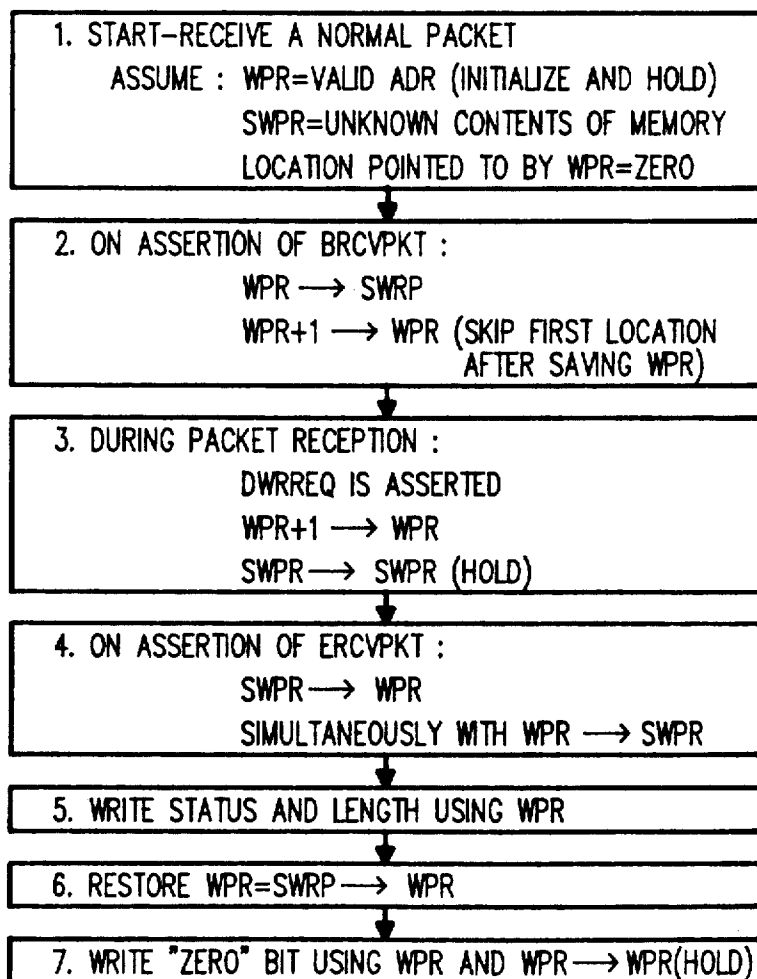 1. START-RECEIVE A NORMAL PACKET
ASSUME : WPR=VALID ADR (INITIALIZE AND HOLD)
SWPR=UNKNOWN CONTENTS OF MEMORY
LOCATION POINTED TO BY WPR=ZERO
2. ON ASSERTION OF BRCVPKT :
WPR → SWRP
WPR+1 → WPR (SKIP FIRST LOCATION
AFTER SAVING WPR)
3. DURING PACKET RECEPTION :
DWRREQ IS ASSERTED
WPR+1 → WPR
SWPR → SWPR (HOLD)
4. ON ASSERTION OF ERCVPKT :
SWPR → WPR
SIMULTANEOUSLY WITH WPR → SWPR
5. WRITE STATUS AND LENGTH USING WPR
6. RESTORE WPR=SWRP → WPR
7. WRITE "ZERO" BIT USING WPR AND WPR → WPR(HOLD)